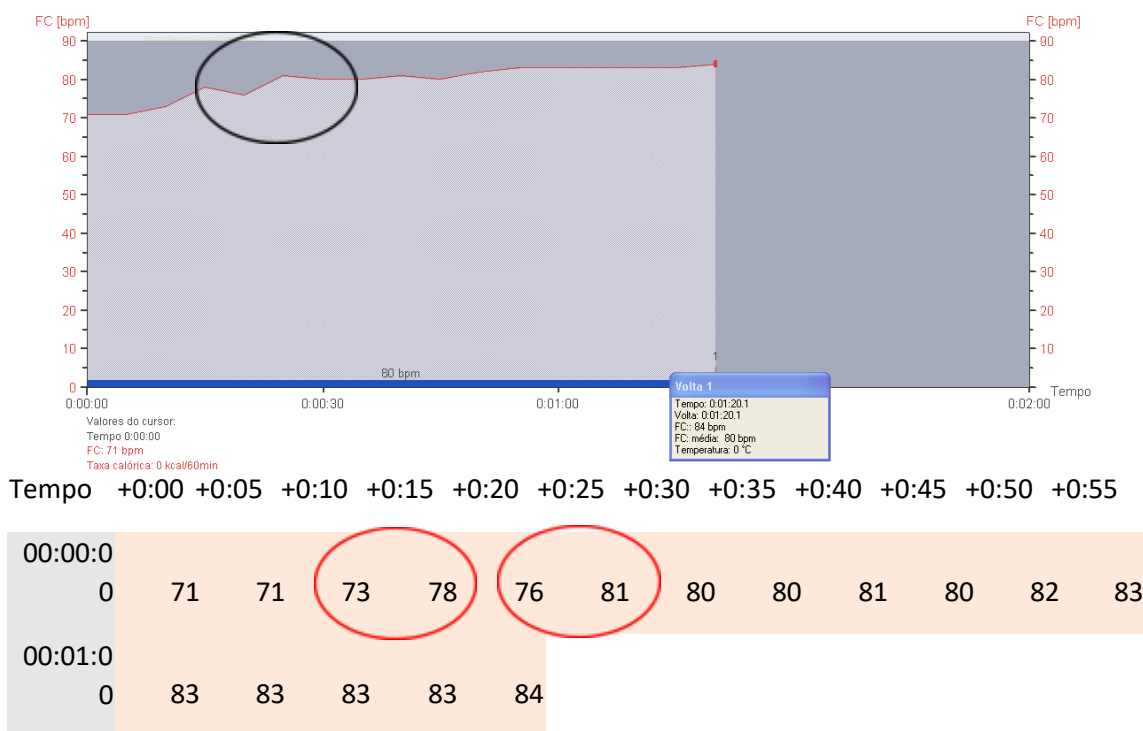 FC [bpm] FC [bpm]
90 90
80 80
70 70
60 60
50 50
40 40
30 30
20 20
10 10
1
80 bpm
0 Tempo
0:00:00 0:00:30 0:01:00 0:02:00
Volta 1
Tempo: 0:01:20.1
Volta: 0:01:20.1
FC:: 84 bpm
FC: média: 80 bpm
Temperatura: 0 °C
Valores do cursor:
Tempo 0:00:00
FC: 71 bpm
Taxa calórica: 0 kcal/60min
Tempo +0:00 +0:05 +0:10 +0:15 +0:20 +0:25 +0:30 +0:35 +0:40 +0:45 +0:50 +0:55
00:00:0
0 71 71 73 78 76 81 80 80 81 80 82 83
00:01:0
0 83 83 83 83 84